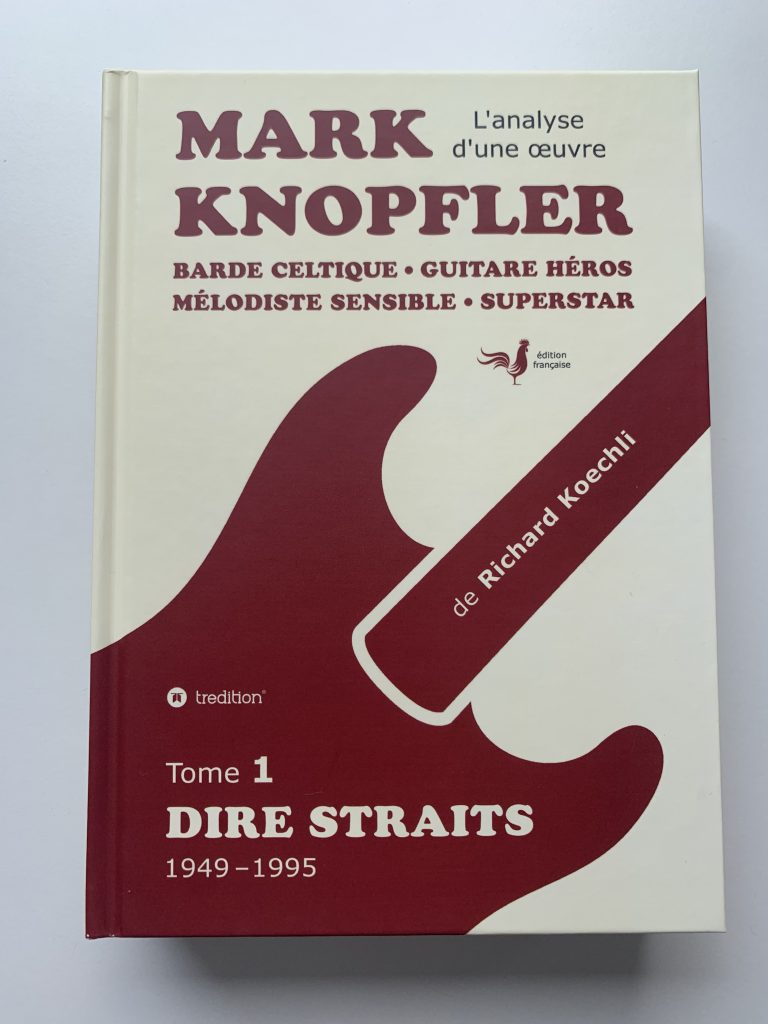 MARK
L'analyse
d'une œuvre
KNOPFLER
BARDE CELTIQUE • GUITARE HÉROS
MÉLODISTE SENSIBLE • SUPERSTAR
édition
française
de Richard Koechli
tredition®
Tome 1
DIRE STRAITS
1949 – 1995